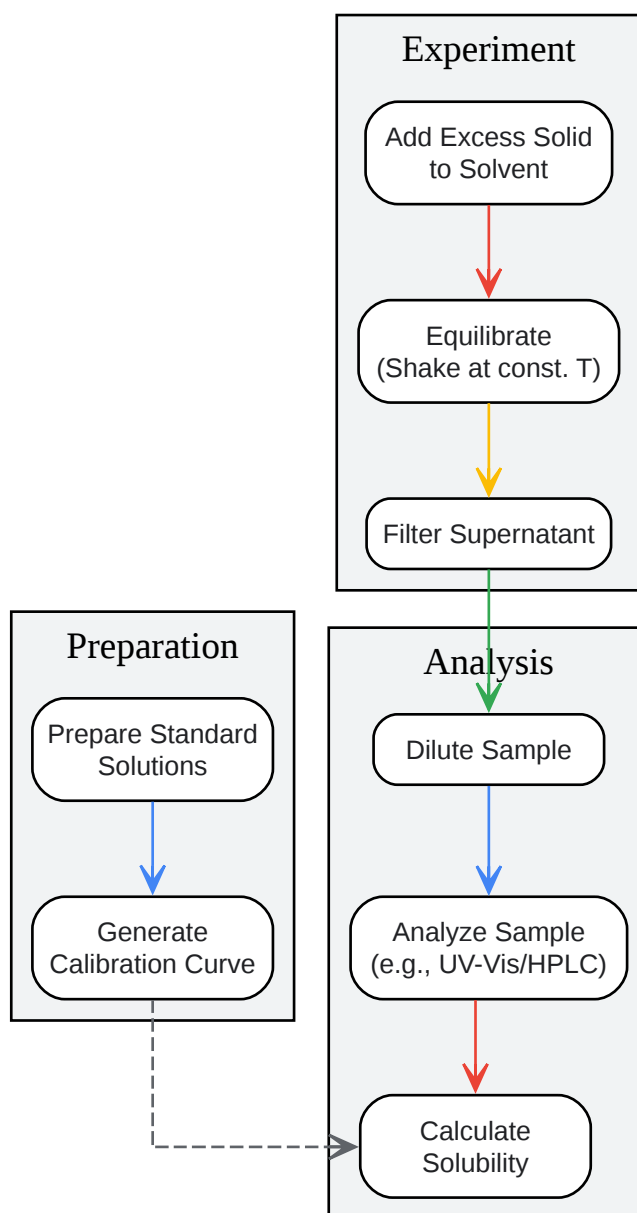 Experiment
Add Excess Solid
to Solvent
Equilibrate
(Shake at const. T)
Filter Supernatant
Preparation
Prepare Standard
Solutions
Generate
Calibration Curve
Analysis
Dilute Sample
Analyze Sample
(e.g., UV-Vis/HPLC)
Calculate
Solubility